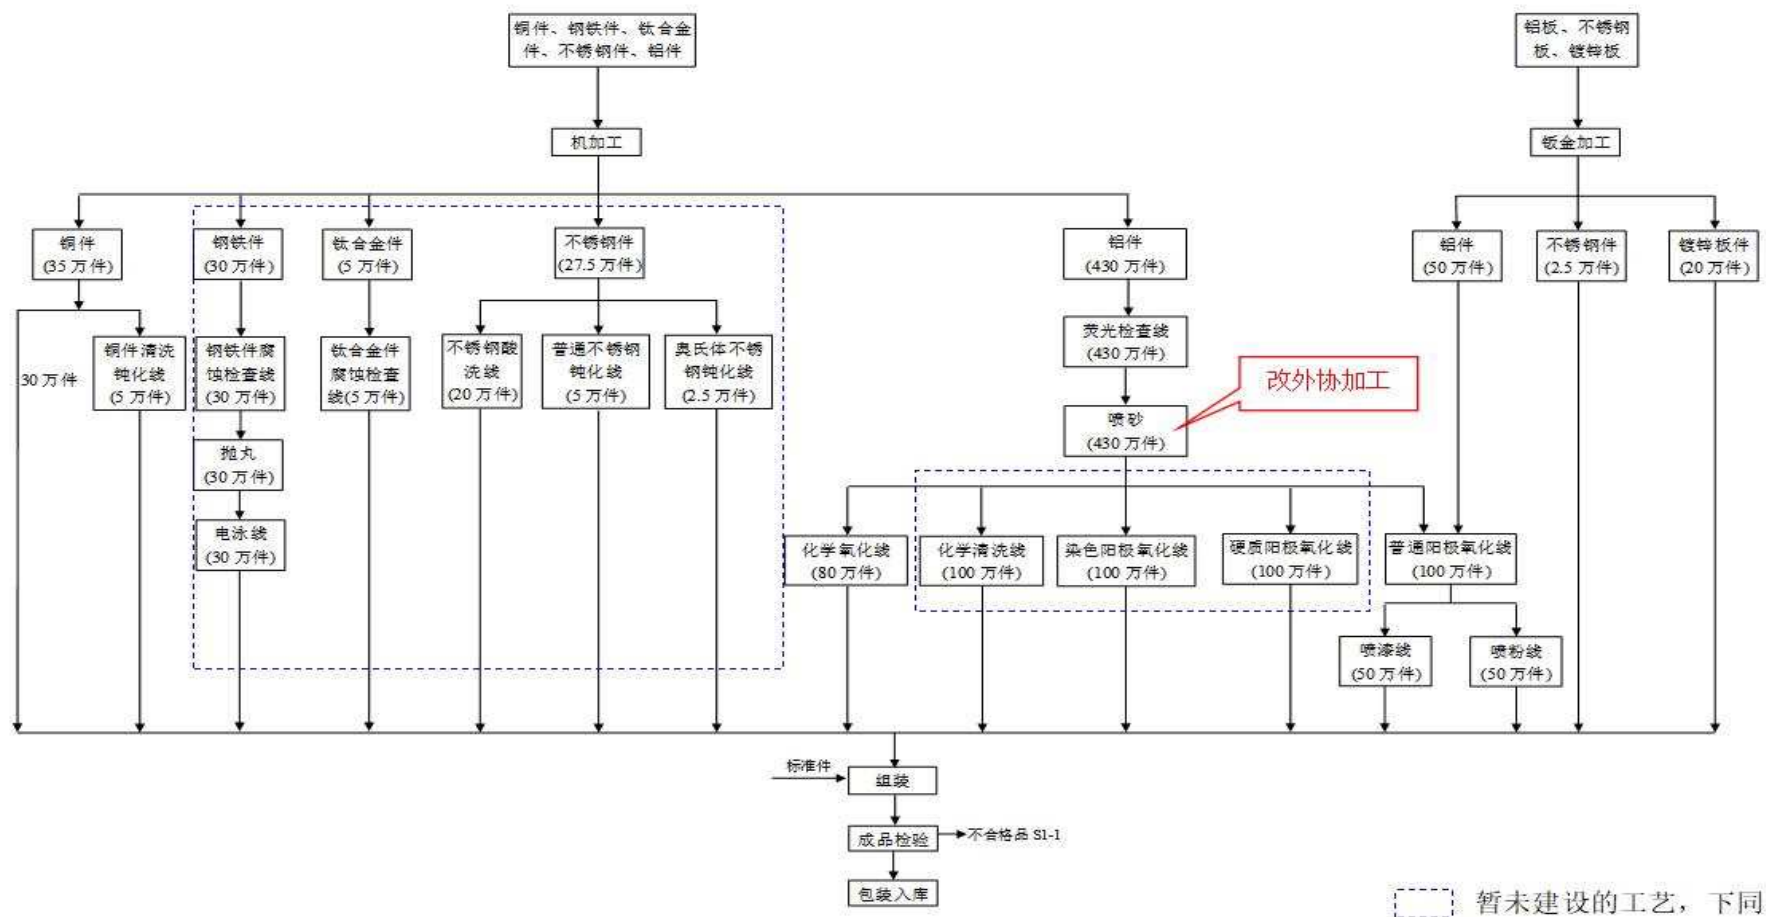 铜件、钢铁件、钛合金
件、不锈钢件、铝件
铝板、不锈钢
板、镀锌板
机加工
钣金加工
铜件
(35万件)
钢铁件
(30万件)
钛合金件
(5万件)
不锈钢件
(27.5万件)
铝件
(430万件)
铝件
(50万件)
不锈钢件
(2.5万件)
镀锌板件
(20万件)
30万件
铜件清洗
钝化线
(5万件)
钢铁件腐
蚀检查线
(30万件)
钛合金件
腐蚀检查
线(5万件)
不锈钢酸
洗线
(20万件)
普通不锈钢
钝化线
(5万件)
奥氏体不锈
钢钝化线
(2.5万件)
荧光检查线
(430万件)
改外协加工
喷砂
(430万件)
抛丸
(30万件)
电泳线
(30万件)
化学氧化线
(80万件)
化学清洗线
(100万件)
染色阳极氧化线
(100万件)
硬质阳极氧化线
(100万件)
普通阳极氧化线
(100万件)
喷漆线
(50万件)
喷粉线
(50万件)
标准件
组装
成品检验
不合格品 S1-1
包装入库
暂未建设的工艺，下同